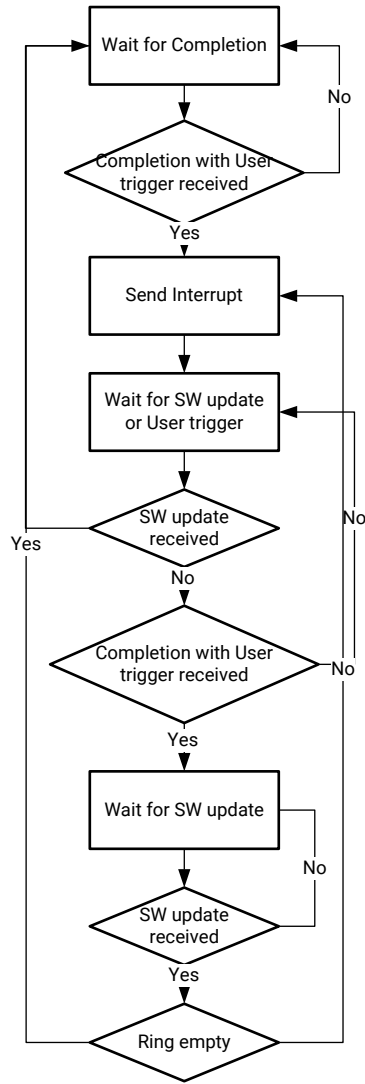 Wait for Completion
No
Completion with User
trigger received
Yes
Send Interrupt
Wait for SW update
or User trigger
SW update
received
No
Yes
No
Completion with User
trigger received
No
Yes
Wait for SW update
No
SW update
received
Yes
Ring empty